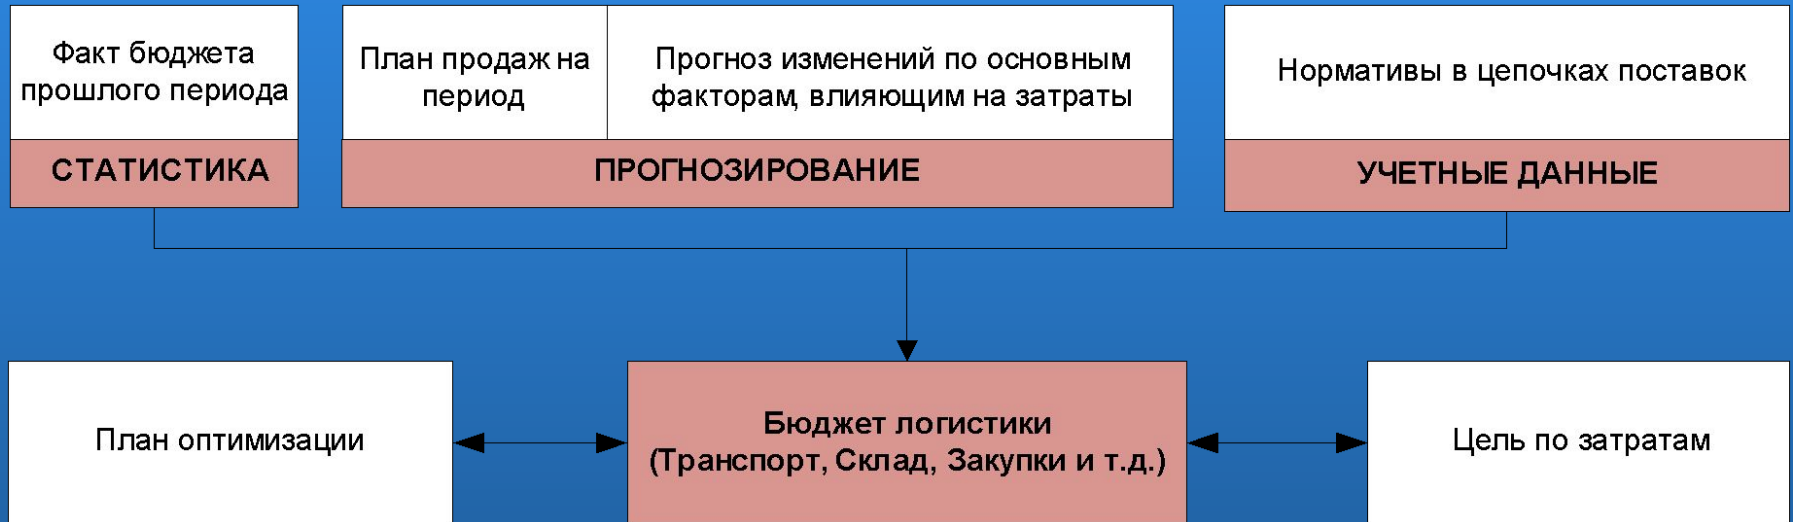 Факт бюджета
прошлого периода
СТАТИСТИКА
План продаж на
период
Прогноз изменений по основным
факторам, влияющим на затраты
ПРОГНОЗИРОВАНИЕ
Нормативы в цепочках поставок
УЧЕТНЫЕ ДАННЫЕ
План оптимизации
Бюджет логистики
(Транспорт, Склад, Закупки и т.д.)
Цель по затратам